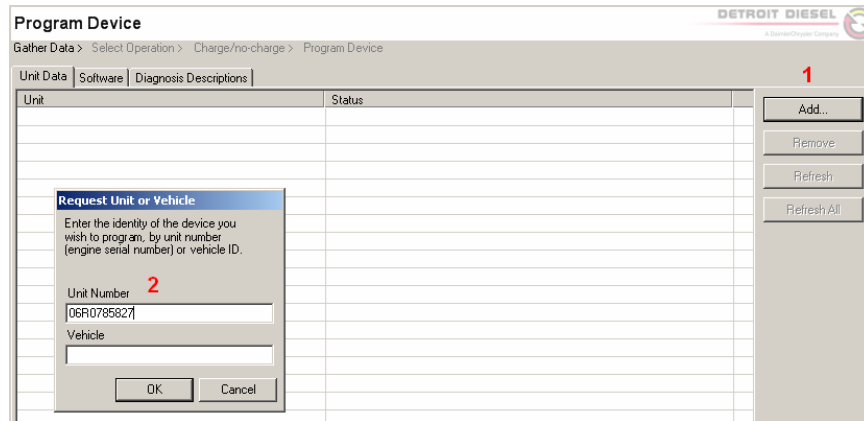 Program Device
DETROIT DIESEL
A DaimlerChrysler Company
Gather Data > Select Operation > Charge/no-charge > Program Device
Unit Data Software Diagnosis Descriptions
1
Unit Status
Add...
Remove
Refresh
Refresh All
Request Unit or Vehicle
Enter the identity of the device you
wish to program, by unit number
(engine serial number) or vehicle ID.
Unit Number 2
06R0785827
Vehicle
OK Cancel